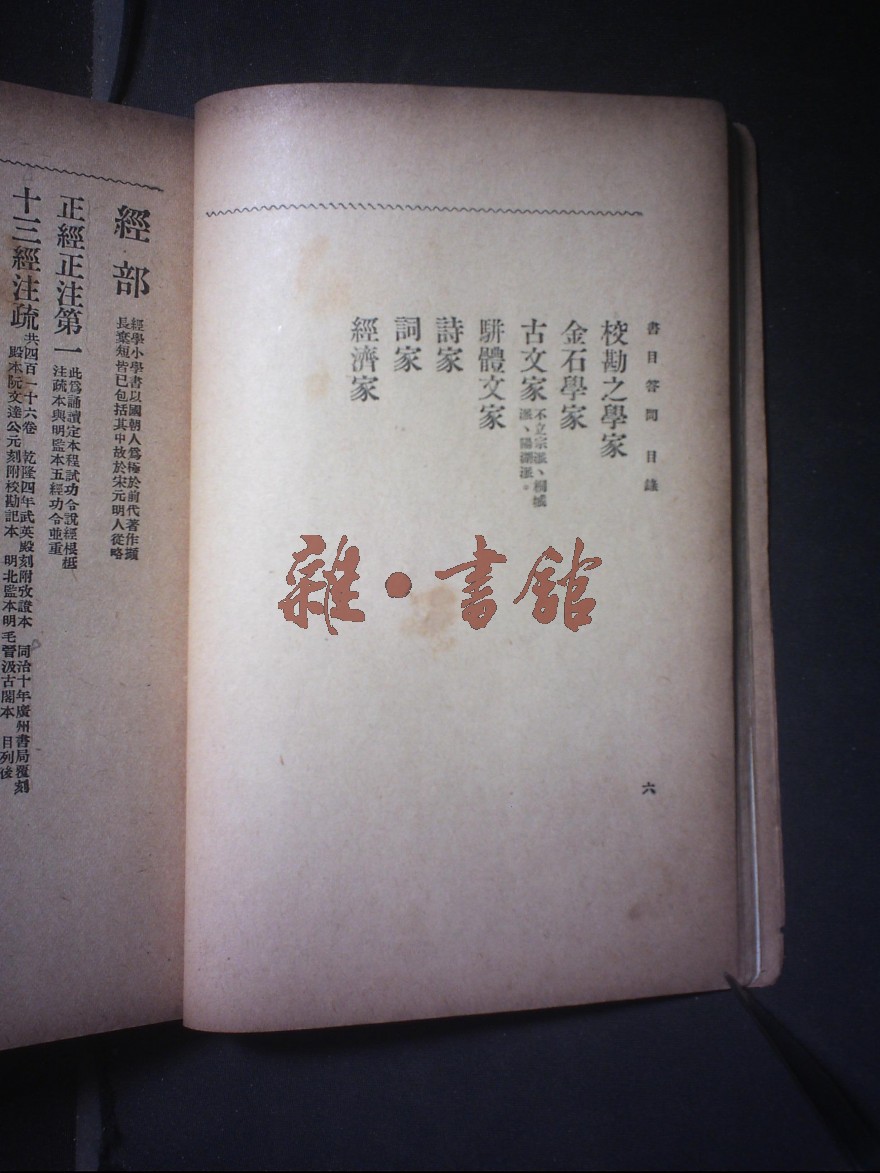 書目答問 目錄
校勘之學家
金石學家
古文家 不立宗派、桐城派、陽湖派。
駢體文家
詩家
詞家
經濟家
六
雜·書館
經部 經學小學書以國朝人爲極於前代著作擷長棄短皆已包括其中故於宋元明人從略
正經正注第一 此爲誦讀定本程試功令說經根柢注疏本與明監本五經功令並重
十三經注疏 共四百一十六卷 乾隆四年武英殿刻附攷證本 同治十年廣州書局覆刻殿本阮文達公元刻附校勘記本 明北監本明毛晉汲古閣本 目列後